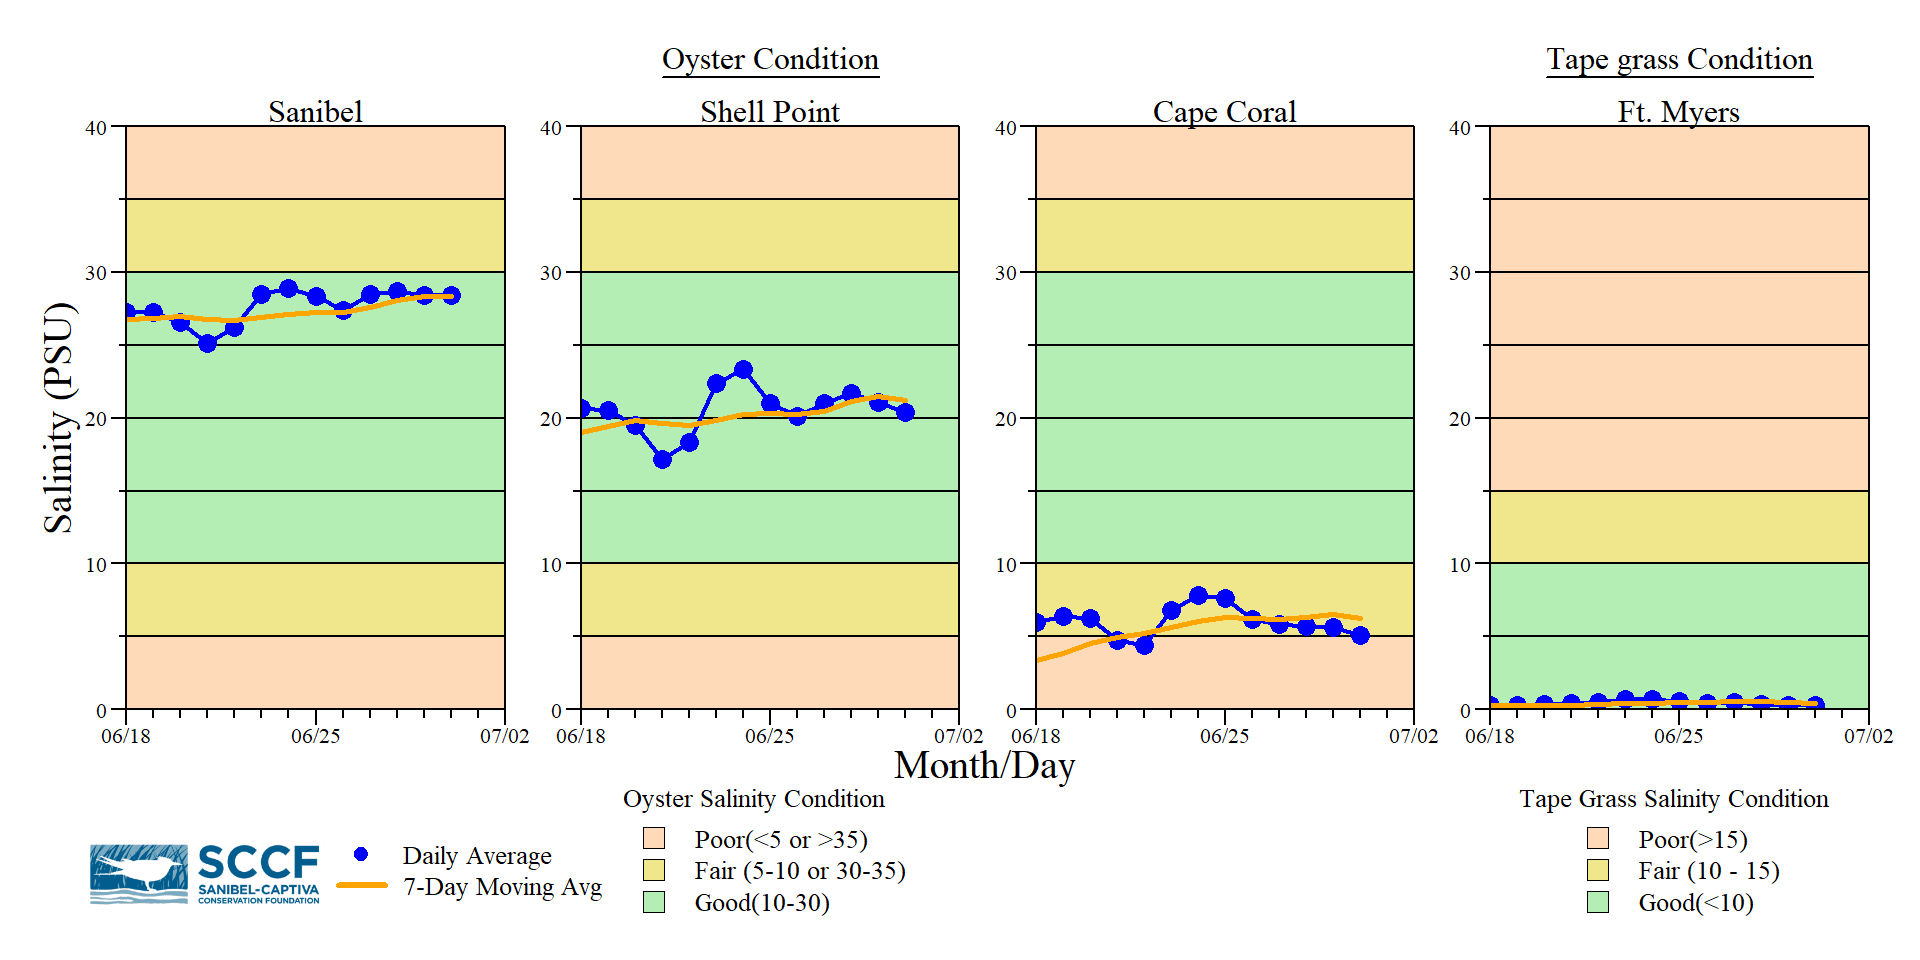 Oyster Condition
Tape grass Condition
Sanibel
Shell Point
Cape Coral
Ft. Myers
Salinity (PSU)
40
30
20
10
0
06/18
06/25
07/02
40
30
20
10
0
06/18
06/25
07/02
40
30
20
10
0
06/18
06/25
07/02
40
30
20
10
0
06/18
06/25
07/02
Month/Day
SCCF
SANIBEL-CAPTIVA
CONSERVATION FOUNDATION
Daily Average
7-Day Moving Avg
Oyster Salinity Condition
Poor(<5 or >35)
Fair (5-10 or 30-35)
Good(10-30)
Tape Grass Salinity Condition
Poor(>15)
Fair (10 - 15)
Good(<10)